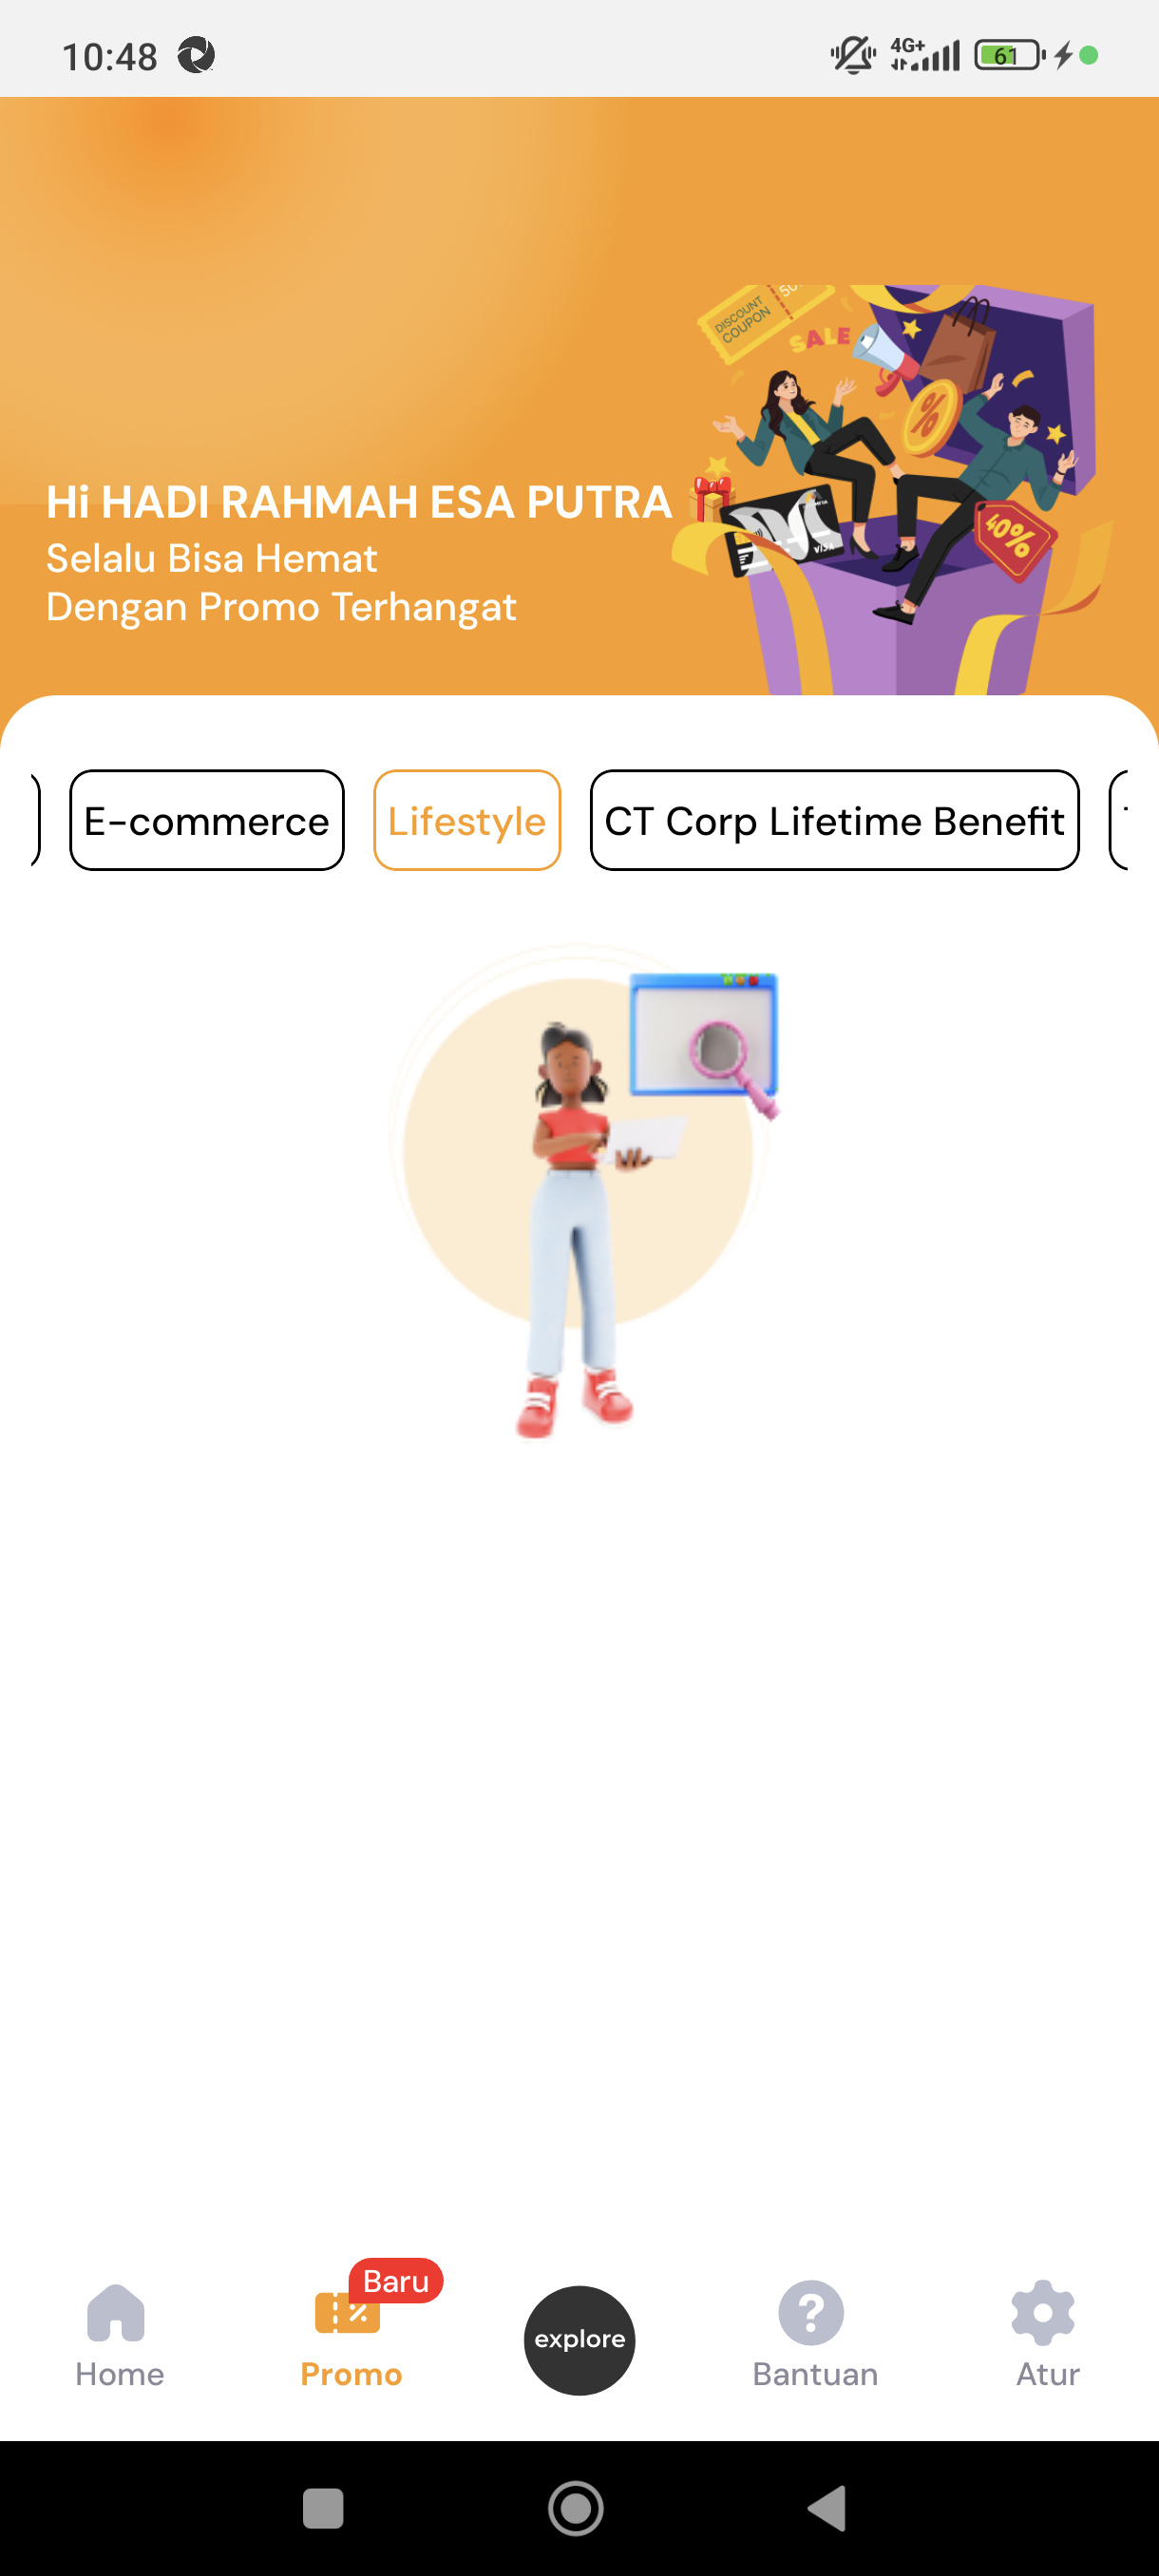 10:48
4G+
61
DISCOUNT
COUPON
SALE
%
40%
VISA
Hi HADI RAHMAH ESA PUTRA
Selalu Bisa Hemat
Dengan Promo Terhangat
E-commerce
Lifestyle
CT Corp Lifetime Benefit
Baru
explore
Home
Promo
Bantuan
Atur